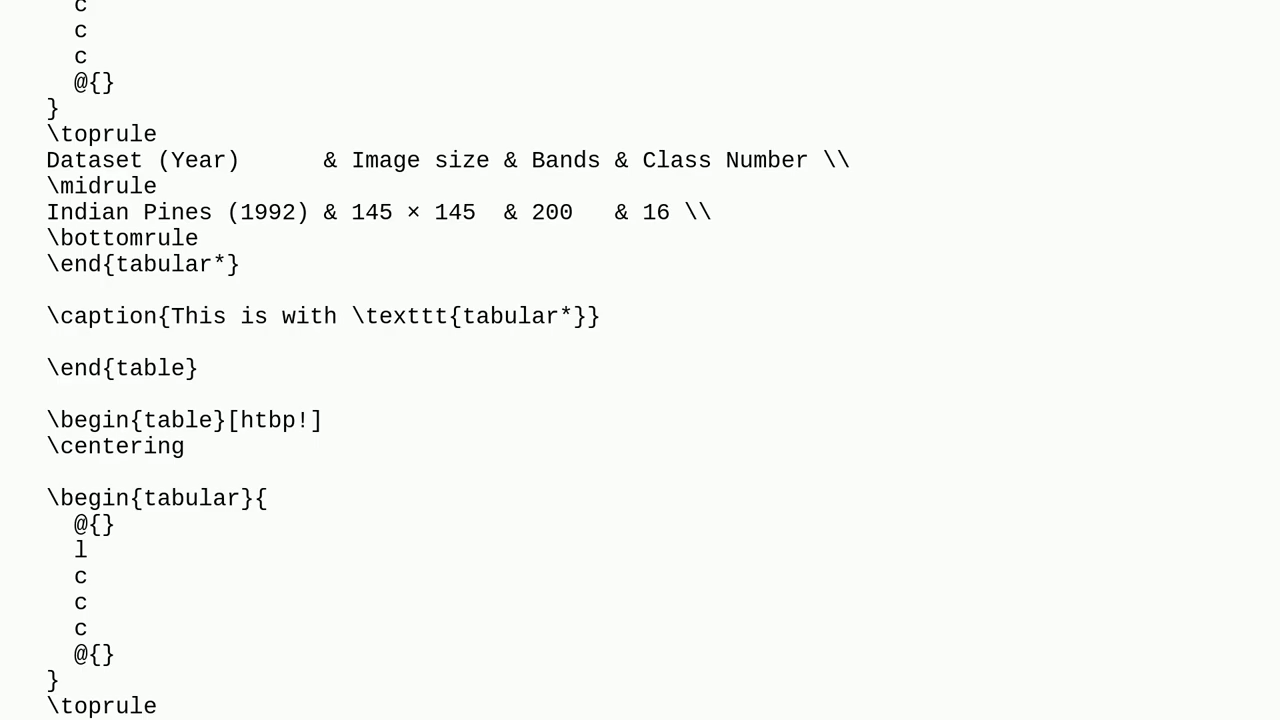 c
  c
  c
  @{}
}
\toprule
Dataset (Year)      & Image size & Bands & Class Number \\
\midrule
Indian Pines (1992) & 145 × 145  & 200   & 16 \\
\bottomrule
\end{tabular*}

\caption{This is with \texttt{tabular*}}

\end{table}

\begin{table}[htbp!]
\centering

\begin{tabular}{
  @{}
  l
  c
  c
  c
  @{}
}
\toprule